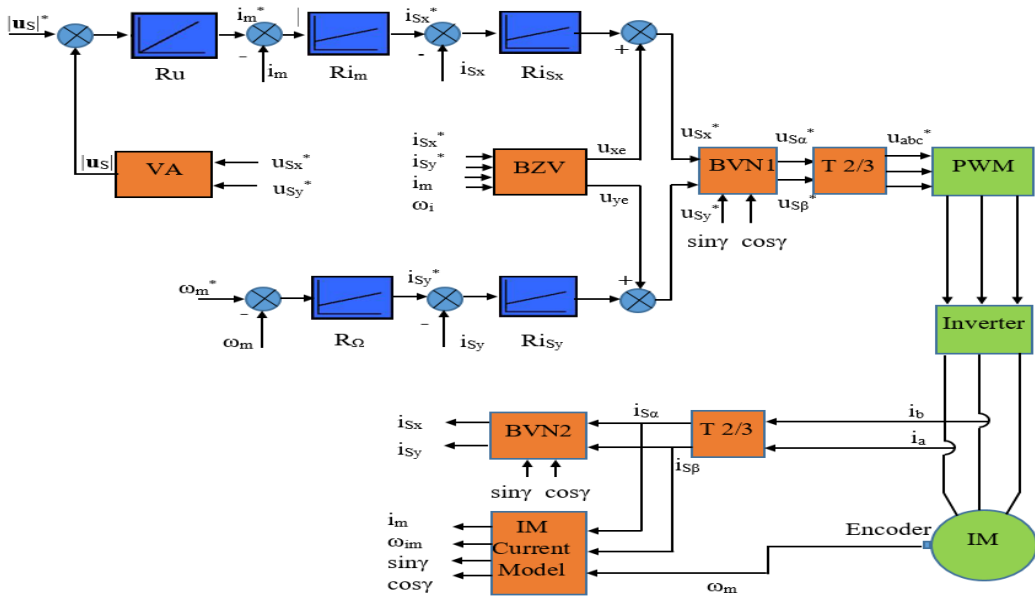 |uS|*
im*
iSx*
-
im
-
iSx
+
Ru
Rim
RiSx
|uS|
VA
uSx*
uSy*
iSx*
iSy*
im
ωi
BZV
uxe
uye
uSx*
uSy*
BVN1
sinγ cosγ
uSα*
uSβ*
T 2/3
uabc*
PWM
ωm*
-
ωm
RΩ
iSy*
-
iSy
RiSy
+
Inverter
iSx
iSy
BVN2
sinγ cosγ
iSα
iSβ
T 2/3
ib
ia
im
ωim
sinγ
cosγ
IM
Current
Model
ωm
Encoder
IM